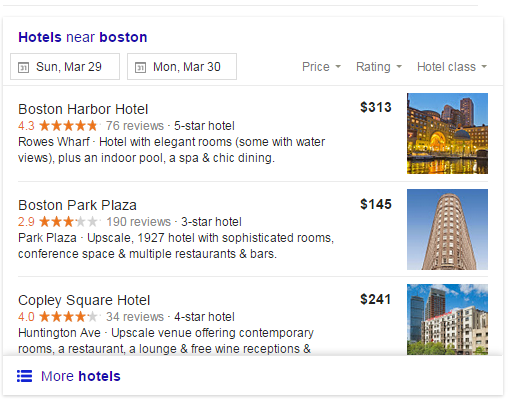 Hotels near boston
Sun, Mar 29 Mon, Mar 30 Price Rating Hotel class
Boston Harbor Hotel $313
4.3 76 reviews · 5-star hotel
Rowes Wharf · Hotel with elegant rooms (some with water
views), plus an indoor pool, a spa & chic dining.
Boston Park Plaza $145
2.9 190 reviews · 3-star hotel
Park Plaza · Upscale, 1927 hotel with sophisticated rooms,
conference space & multiple restaurants & bars.
Copley Square Hotel $241
4.0 34 reviews · 4-star hotel
Huntington Ave · Upscale venue offering contemporary
rooms, a restaurant, a lounge & free wine receptions &
More hotels